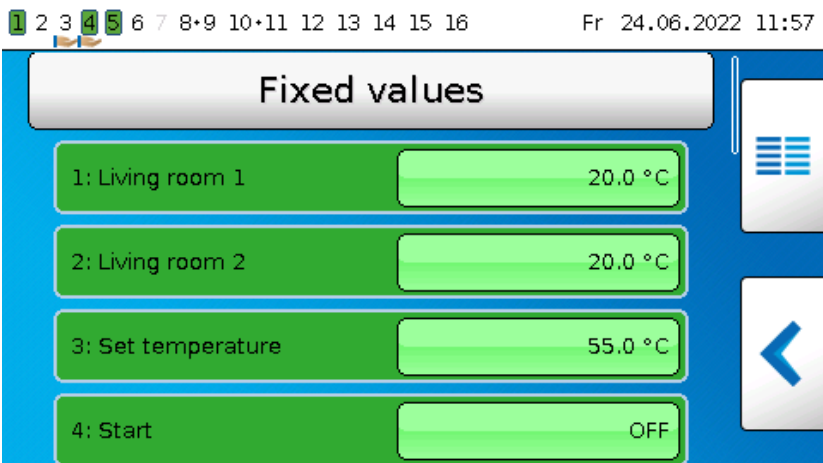 1 2 3 4 5 6 7 8•9 10•11 12 13 14 15 16 Fr 24.06.2022 11:57
Fixed values
1: Living room 1 20.0 °C
2: Living room 2 20.0 °C
3: Set temperature 55.0 °C
4: Start OFF